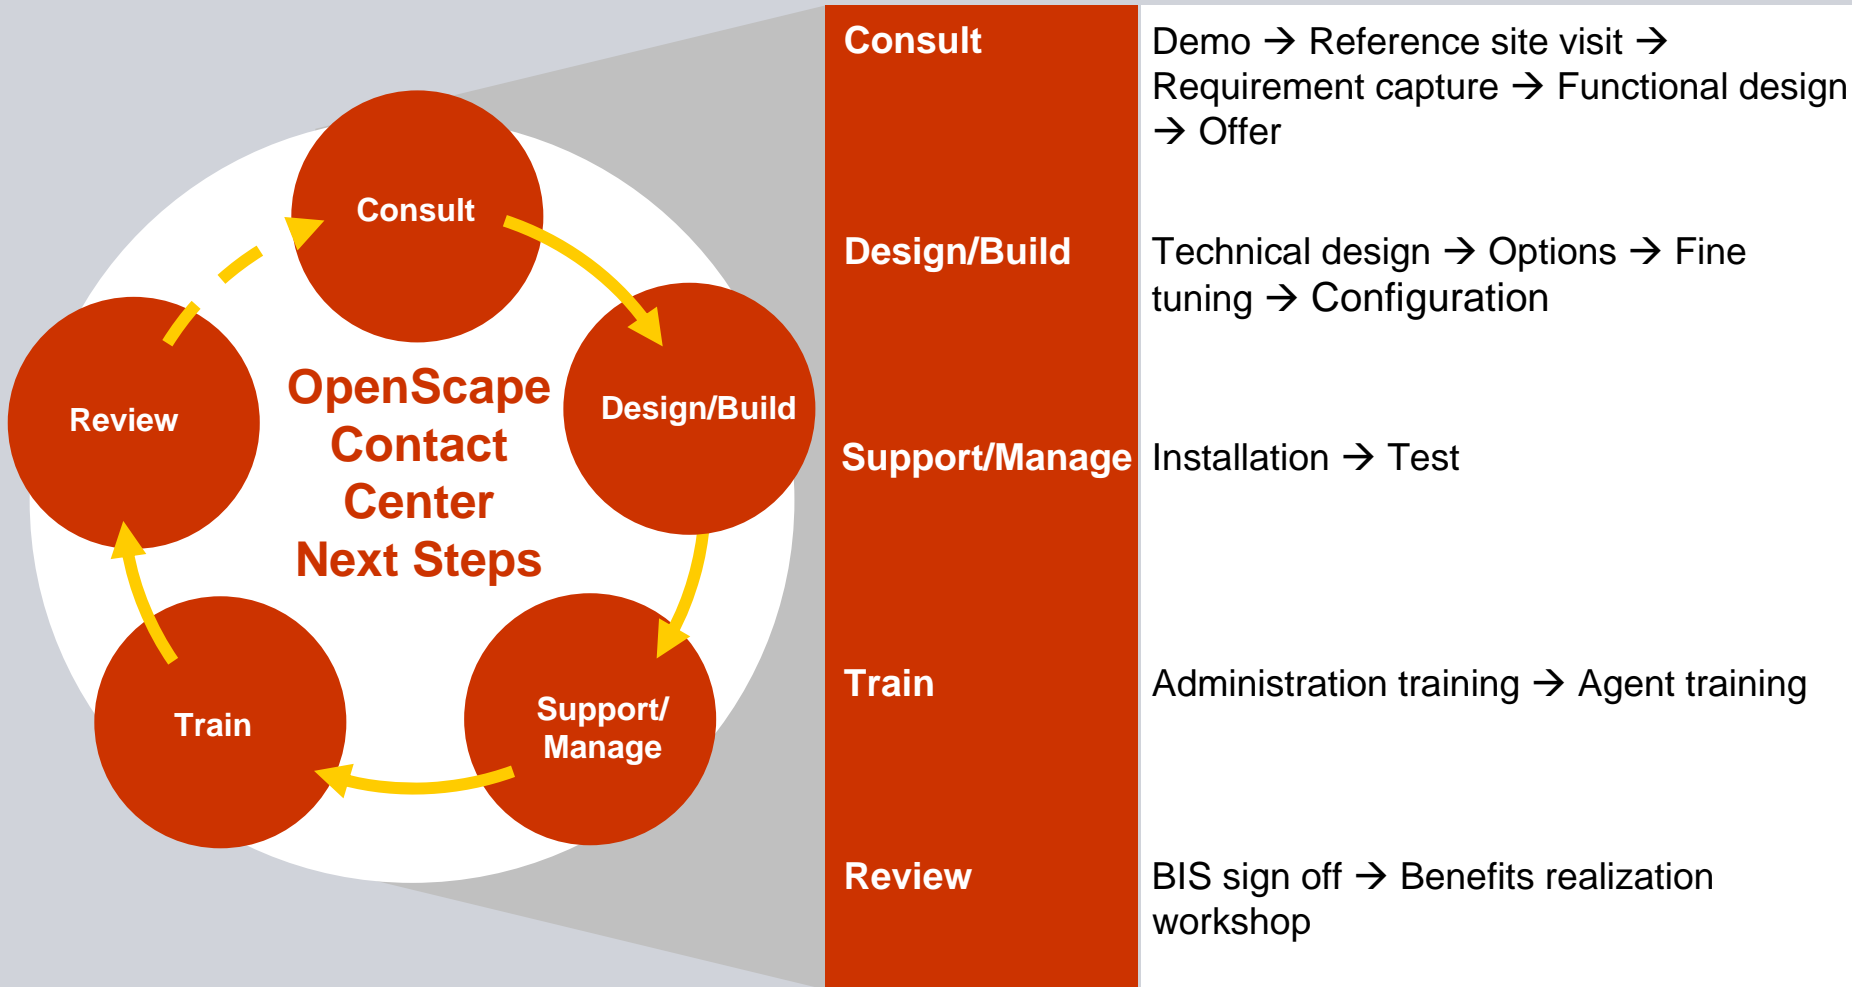 Consult
Design/Build
Support/
Manage
Train
Review
OpenScape
Contact
Center
Next Steps
Consult
Demo → Reference site visit →
Requirement capture → Functional design
→ Offer
Design/Build
Technical design → Options → Fine
tuning → Configuration
Support/Manage
Installation → Test
Train
Administration training → Agent training
Review
BIS sign off → Benefits realization
workshop